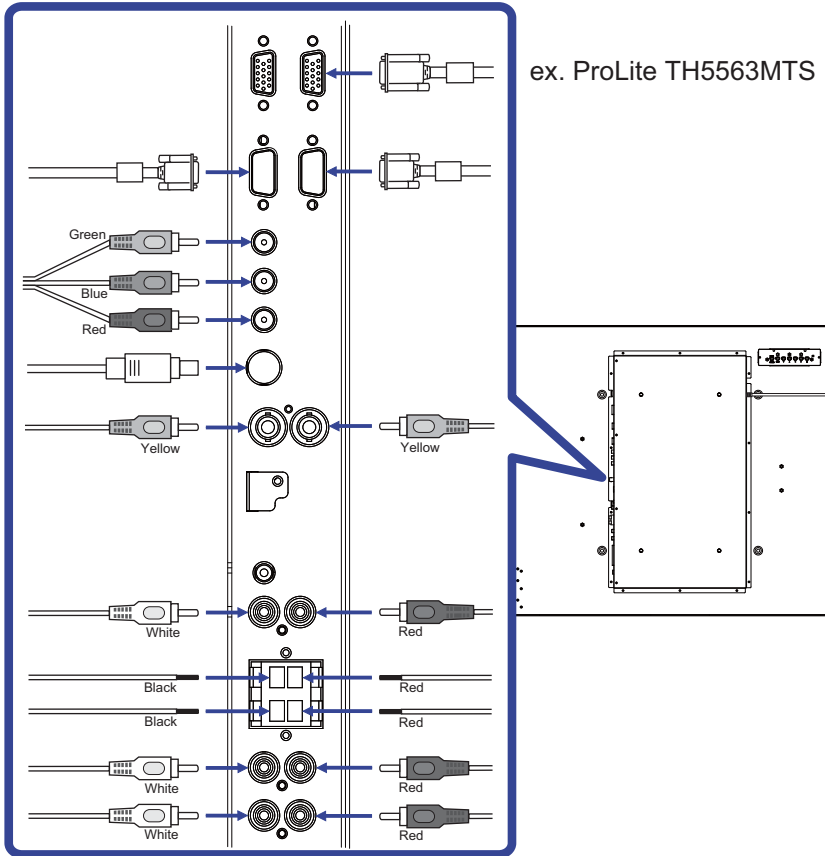 ex. ProLite TH5563MTS
Green
Blue
Red
Yellow
Yellow
White
Red
Black
Red
Black
Red
White
Red
White
Red